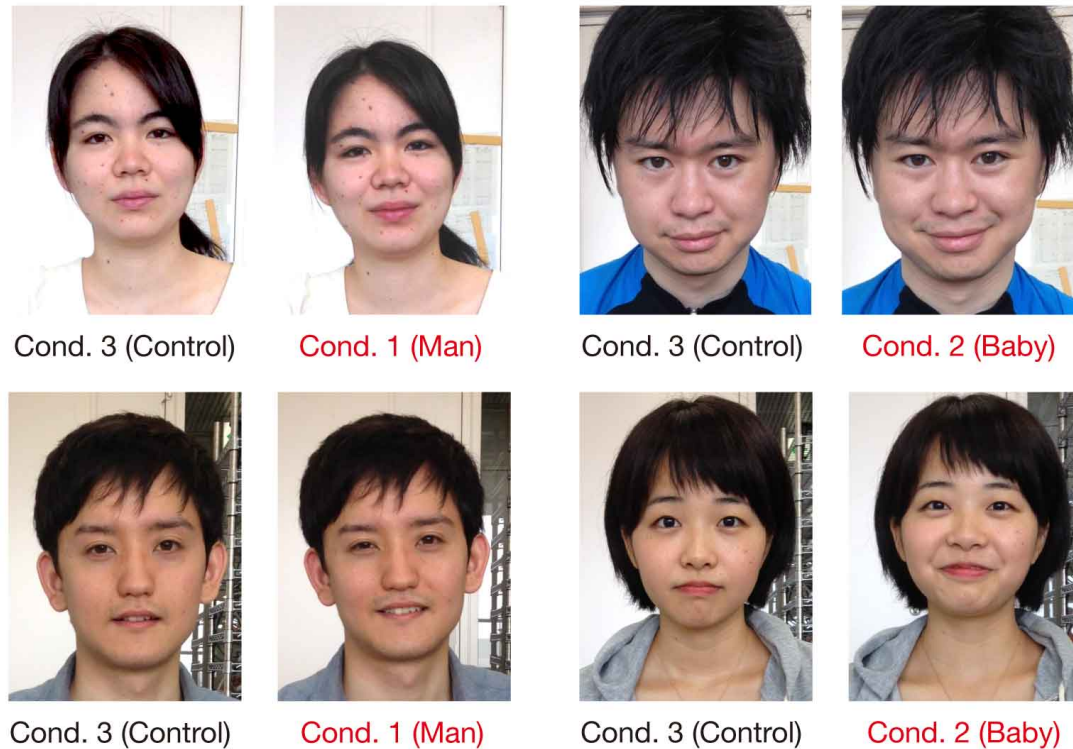 Cond. 3 (Control)
Cond. 1 (Man)
Cond. 3 (Control)
Cond. 2 (Baby)
Cond. 3 (Control)
Cond. 1 (Man)
Cond. 3 (Control)
Cond. 2 (Baby)